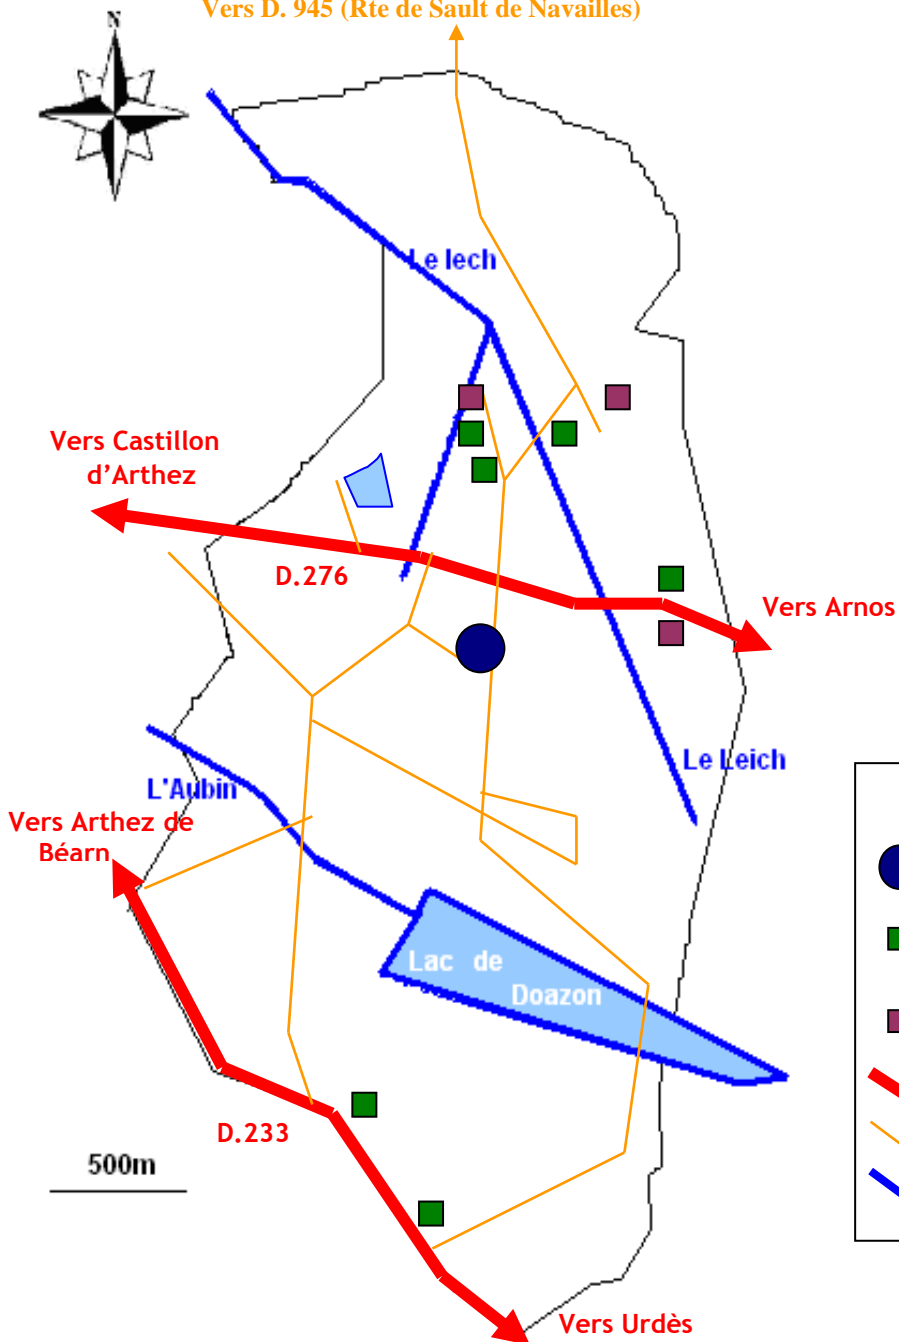 Vers D. 945 (Rte de Sault de Navailles)
N
Le lech
Vers Castillon
d’Arthez
D.276
Vers Arnos
Le Leich
L'Aubin
Vers Arthez de
Béarn
Lac de
Doazon
D.233
500m
Vers Urdès